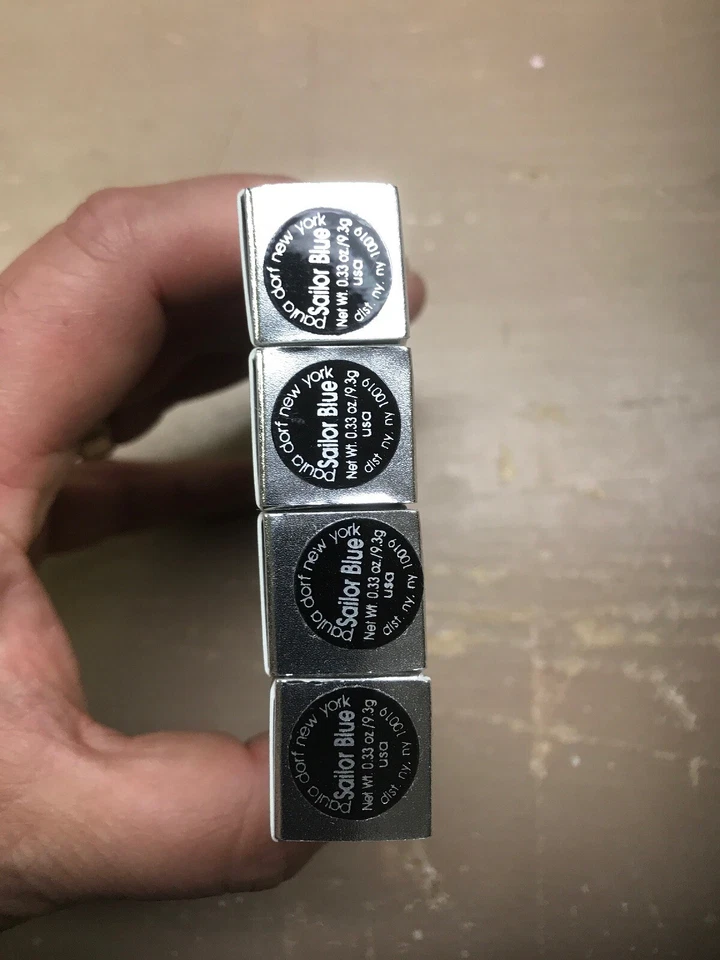 paula dorf new york
Sailor Blue
Net Wt. 0.33 oz/9.3g
usa
dist. ny, ny 10019
paula dorf new york
Sailor Blue
Net Wt. 0.33 oz/9.3g
usa
dist. ny, ny 10019
paula dorf new york
Sailor Blue
Net Wt. 0.33 oz/9.3g
usa
dist. ny, ny 10019
paula dorf new york
Sailor Blue
Net Wt. 0.33 oz/9.3g
usa
dist. ny, ny 10019